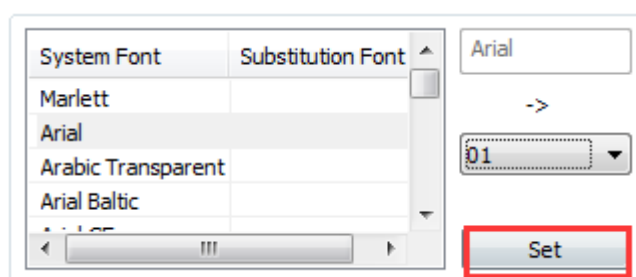 System Font Substitution Font
Marlett
Arial
Arabic Transparent
Arial Baltic
Arial
->
01
Set